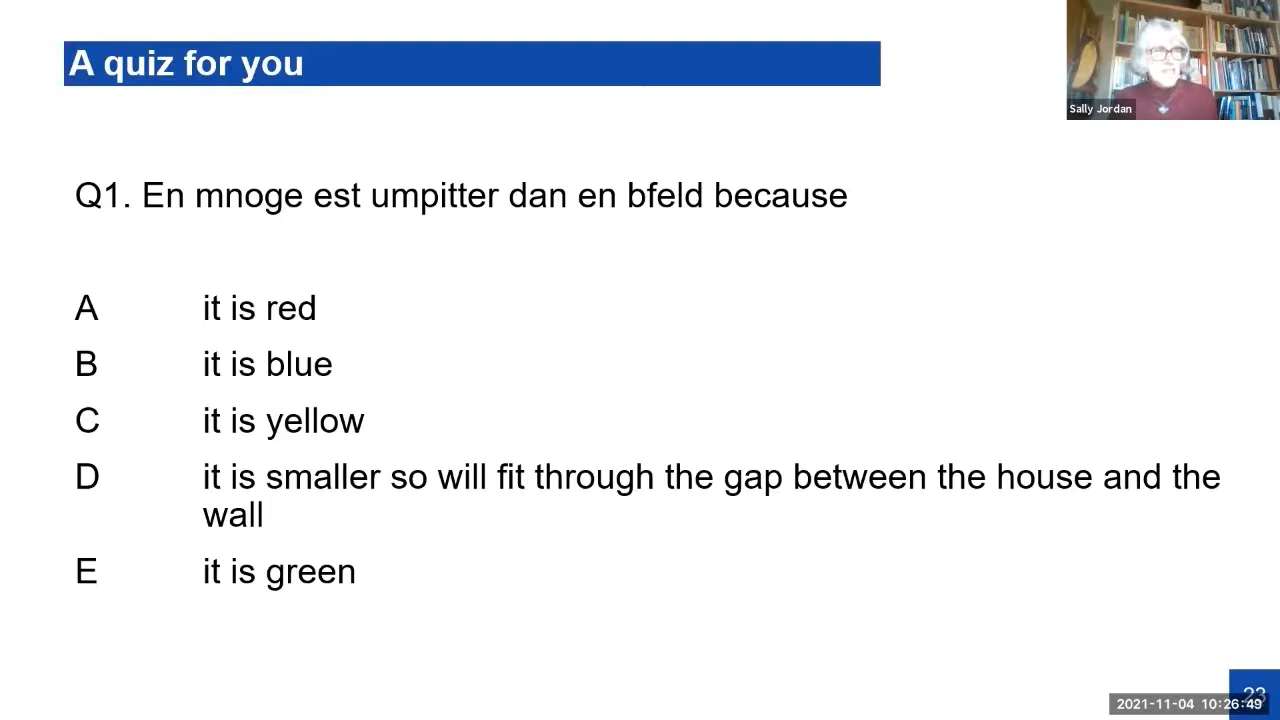 A quiz for you
Sally Jordan
Q1. En mnoge est umpitter dan en bfeld because
A it is red
B it is blue
C it is yellow
D it is smaller so will fit through the gap between the house and the
wall
E it is green
23
2021-11-04 10:26:49